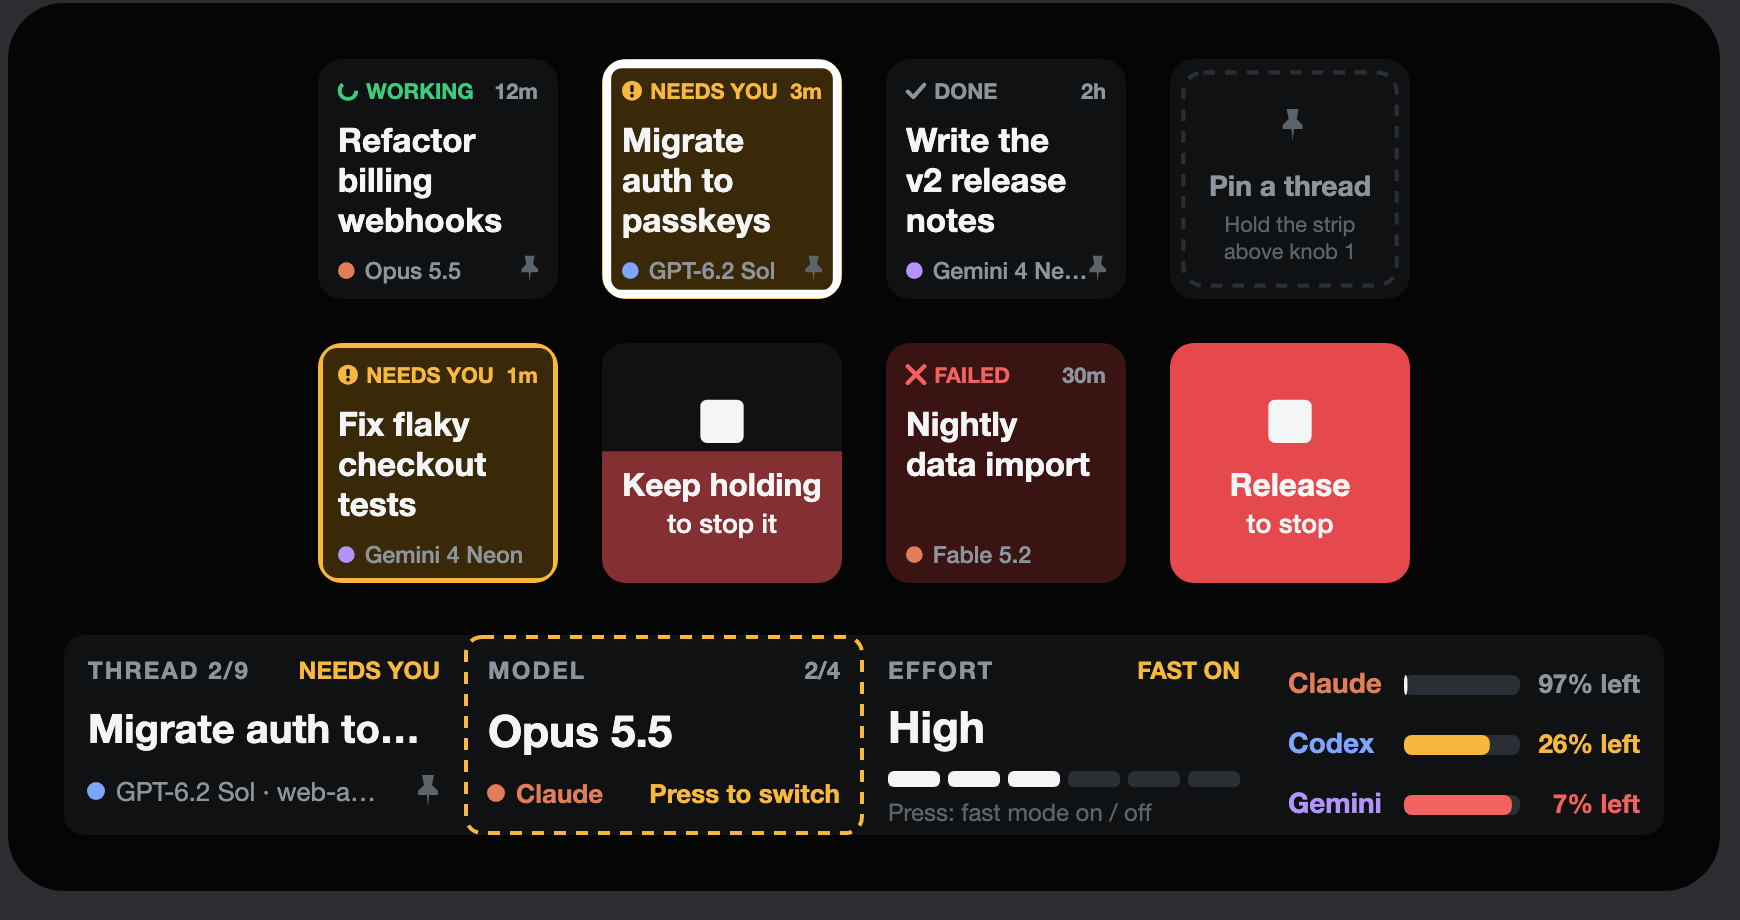 WORKING 12m
Refactor
billing
webhooks
Opus 5.5
NEEDS YOU 3m
Migrate
auth to
passkeys
GPT-6.2 Sol
DONE 2h
Write the
v2 release
notes
Gemini 4 Ne...
Pin a thread
Hold the strip
above knob 1
NEEDS YOU 1m
Fix flaky
checkout
tests
Gemini 4 Neon
Keep holding
to stop it
FAILED 30m
Nightly
data import
Fable 5.2
Release
to stop
THREAD 2/9 NEEDS YOU
Migrate auth to...
GPT-6.2 Sol · web-a...
MODEL 2/4
Opus 5.5
Claude Press to switch
EFFORT FAST ON
High
Press: fast mode on / off
Claude 97% left
Codex 26% left
Gemini 7% left